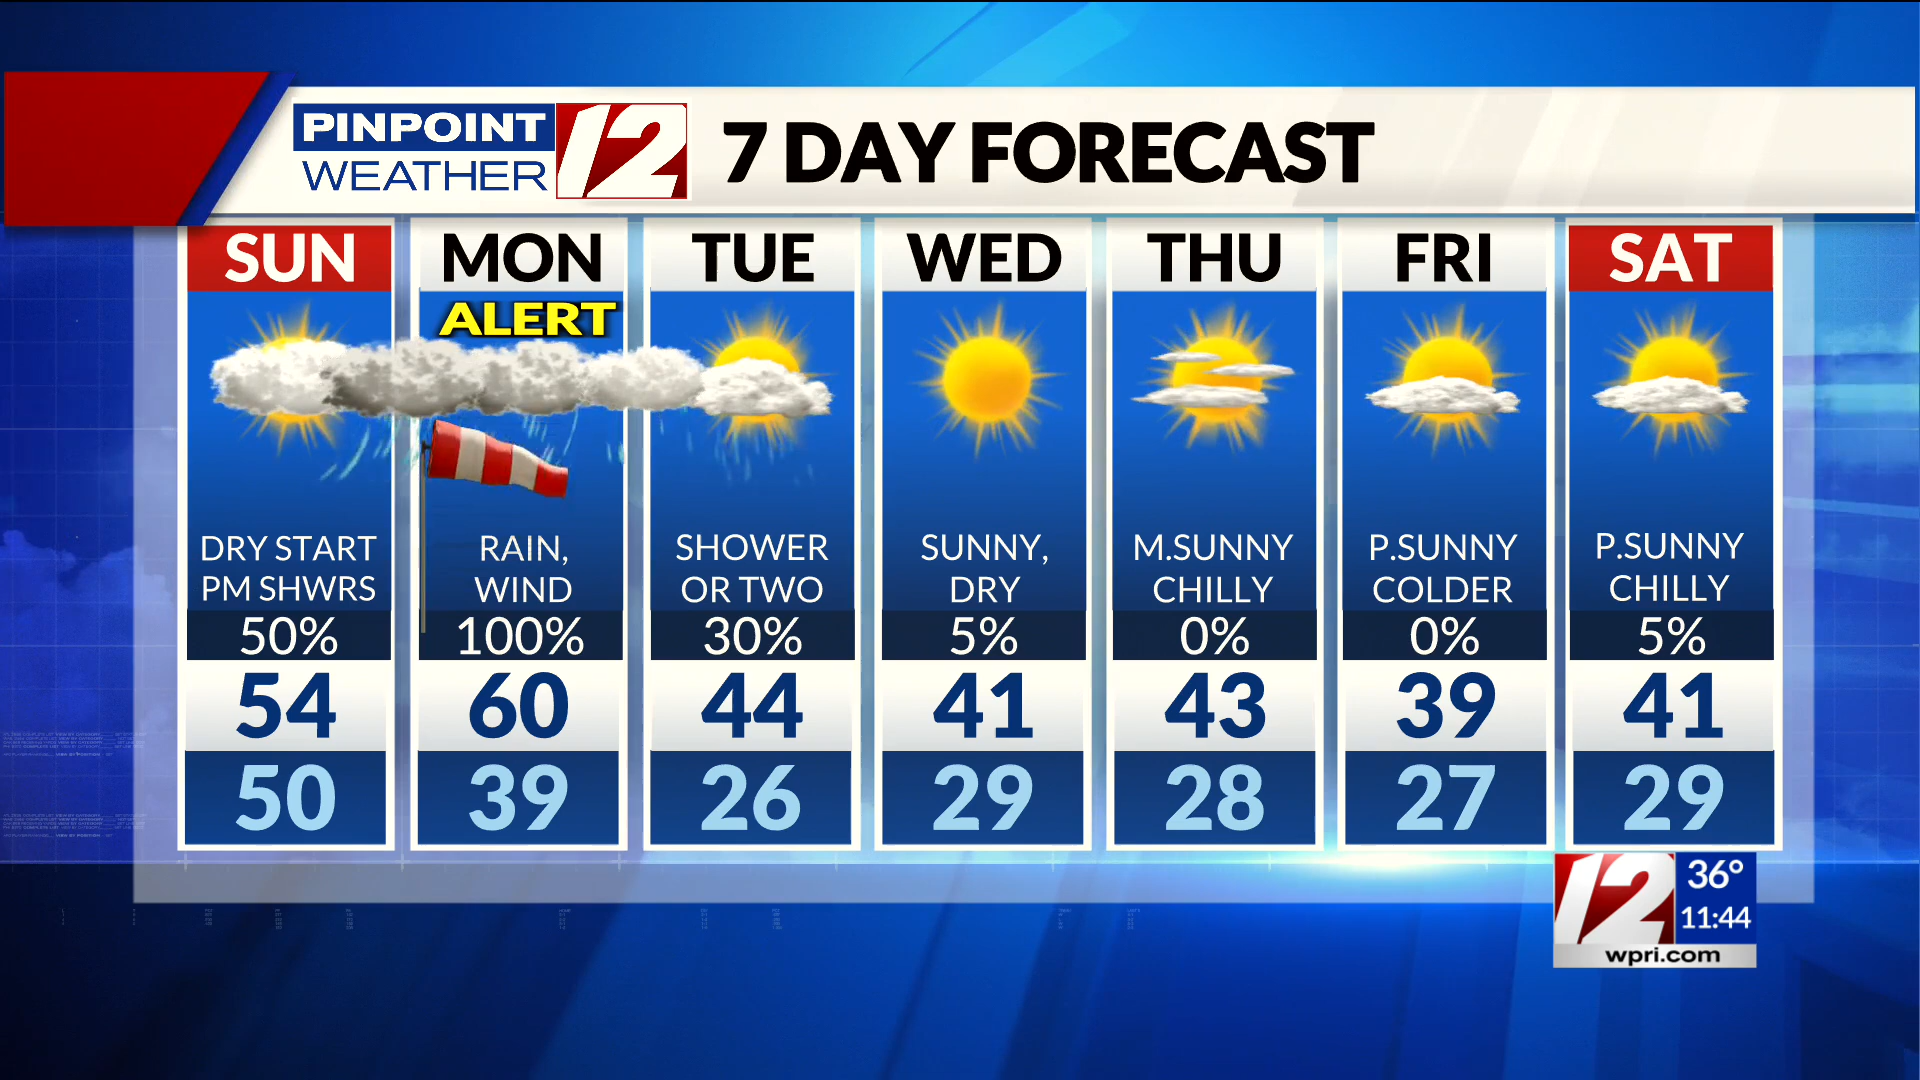 PINPOINT
WEATHER
12
7 DAY FORECAST
SUN
MON
TUE
WED
THU
FRI
SAT
ALERT
DRY START
PM SHWRS
RAIN,
WIND
SHOWER
OR TWO
SUNNY,
DRY
M.SUNNY
CHILLY
P.SUNNY
COLDER
P.SUNNY
CHILLY
50%
100%
30%
5%
0%
0%
5%
54
60
44
41
43
39
41
50
39
26
29
28
27
29
12
36°
11:44
wpri.com